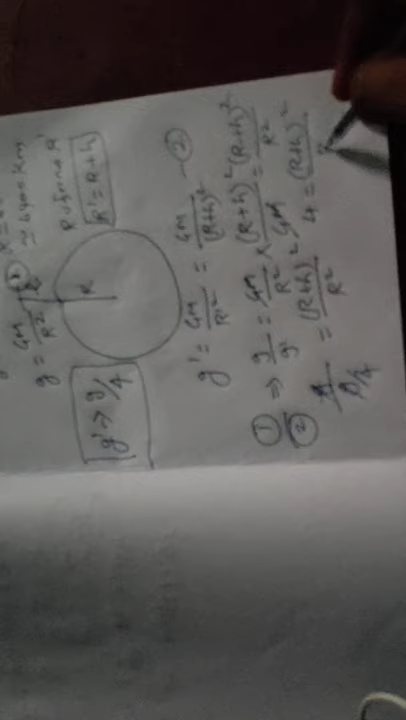 ≈ 6400 km
g = GM/R² ①
R
R'=R+h
g' ⇒ g/4
g' = GM/R'² = GM/(R+h)² - ②
①/② ⇒ g/g' = GM/R² × (R+h)²/GM = (R+h)²/R²
g/g/4 = (R+h)²/R² , 4 = (R+h)²